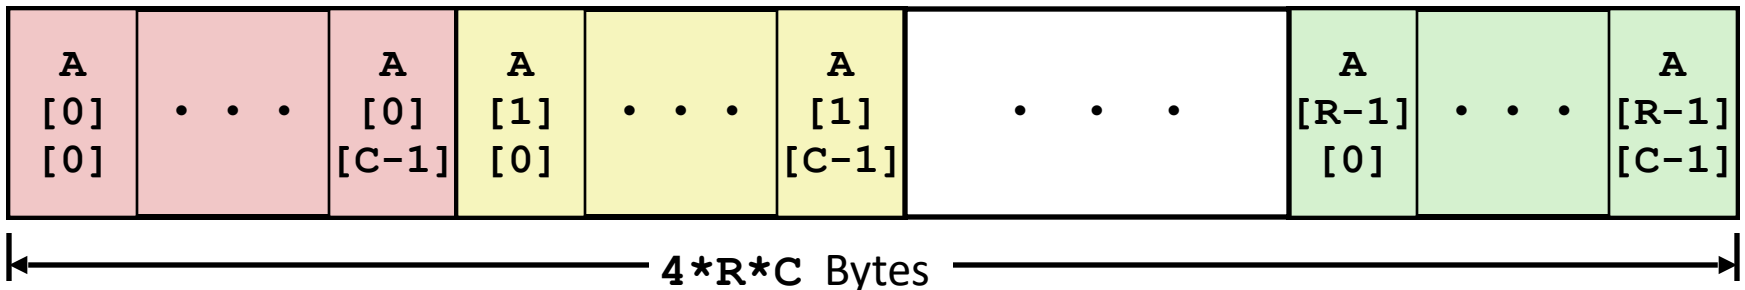 A A A A A A
[0] · · · [0] [1] · · · [1] · · · [R-1] · · · [R-1]
[0] [C-1] [0] [C-1] [0] [C-1]
4*R*C Bytes